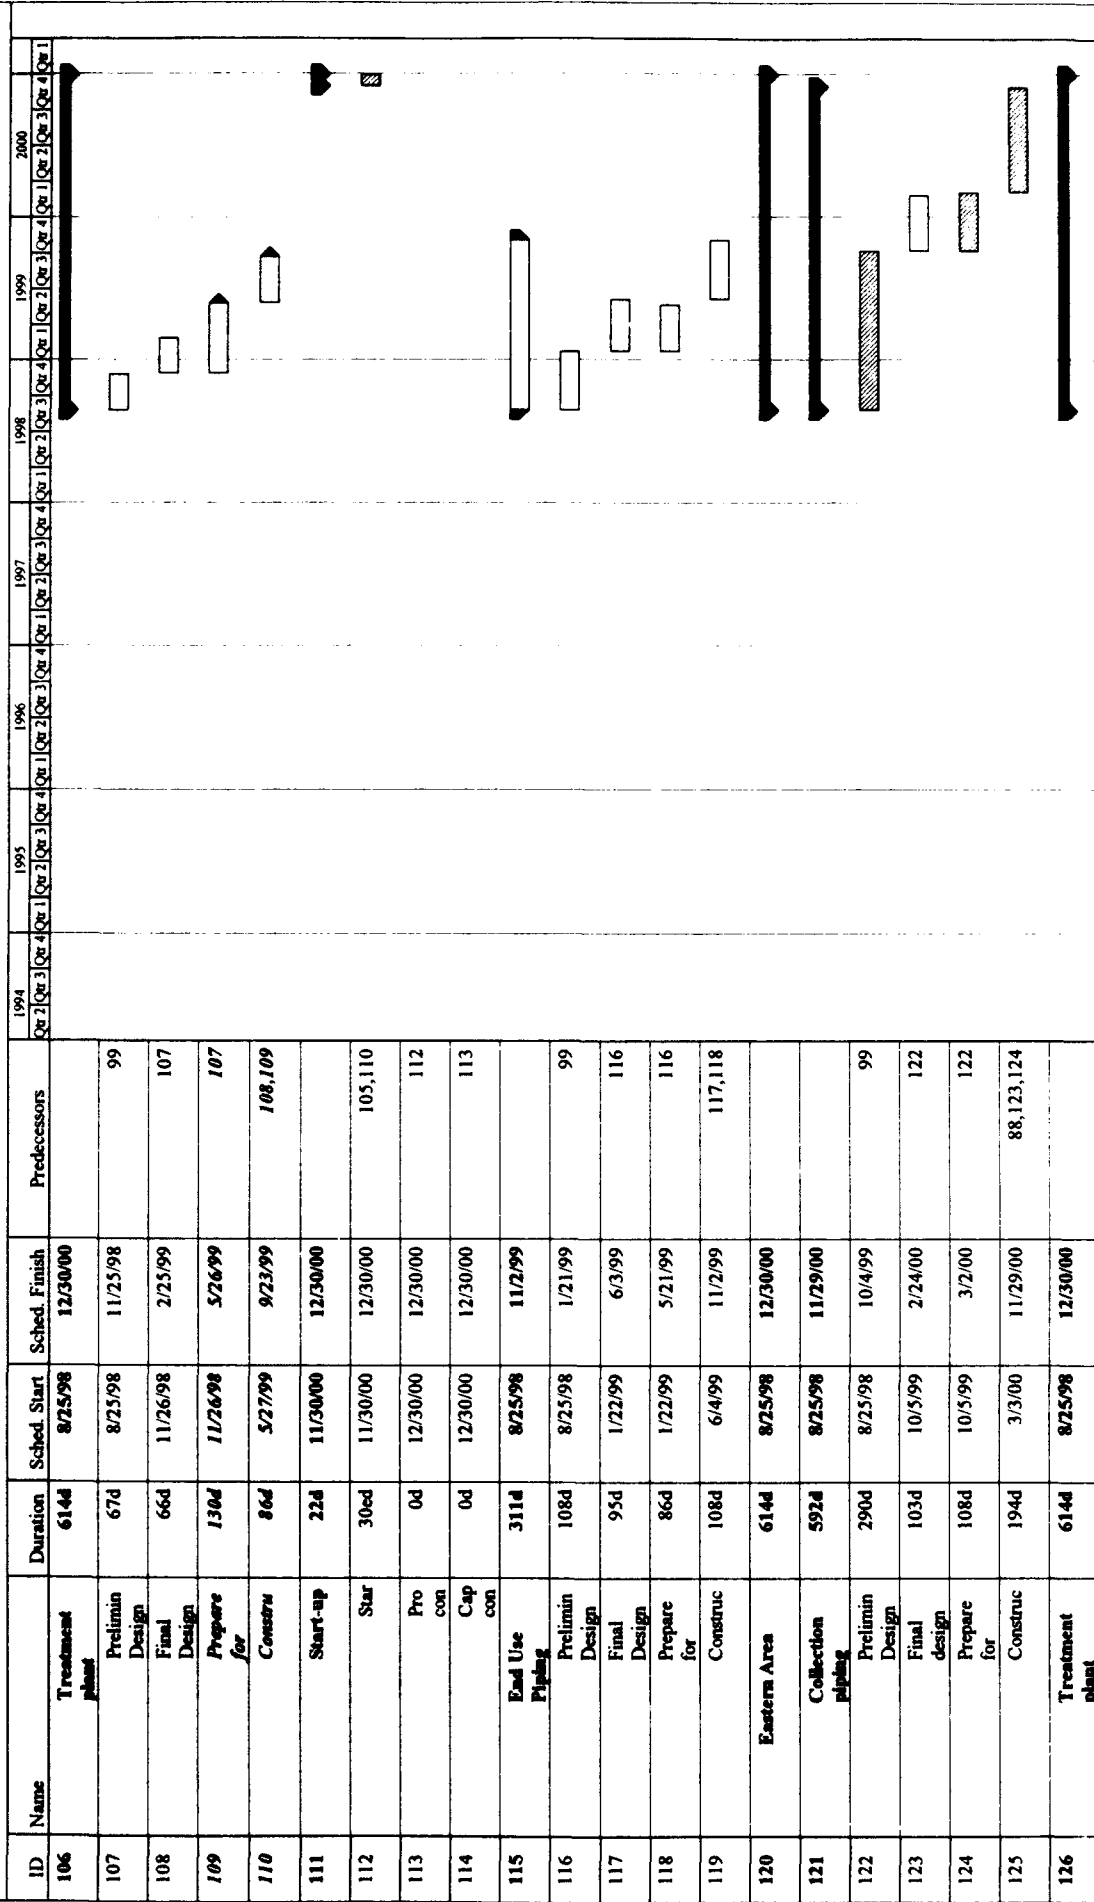 ID Name Duration Sched. Start Sched. Finish Predecessors
1994 1995 1996 1997 1998 1999 2000
Qtr 2 Qtr 3 Qtr 4 Qtr 1 Qtr 2 Qtr 3 Qtr 4 Qtr 1 Qtr 2 Qtr 3 Qtr 4 Qtr 1 Qtr 2 Qtr 3 Qtr 4 Qtr 1 Qtr 2 Qtr 3 Qtr 4 Qtr 1 Qtr 2 Qtr 3 Qtr 4 Qtr 1 Qtr 2 Qtr 3 Qtr 4 Qtr 1
106 Treatment 614d 8/25/98 12/30/00
plant
107 Prelimin 67d 8/25/98 11/25/98 99
Design
108 Final 66d 11/26/98 2/25/99 107
Design
109 Prepare 130d 11/26/98 5/26/99 107
for
110 Constru 86d 5/27/99 9/23/99 108,109
111 Start-up 22d 11/30/00 12/30/00
112 Star 30ed 11/30/00 12/30/00 105,110
113 Pro 0d 12/30/00 12/30/00 112
con
114 Cap 0d 12/30/00 12/30/00 113
con
115 End Use 311d 8/25/98 11/2/99
Piping
116 Prelimin 108d 8/25/98 1/21/99 99
Design
117 Final 95d 1/22/99 6/3/99 116
Design
118 Prepare 86d 1/22/99 5/21/99 116
for
119 Construc 108d 6/4/99 11/2/99 117,118
120 Eastern Area 614d 8/25/98 12/30/00
121 Collection 592d 8/25/98 11/29/00
piping
122 Prelimin 290d 8/25/98 10/4/99 99
Design
123 Final 103d 10/5/99 2/24/00 122
design
124 Prepare 108d 10/5/99 3/2/00 122
for
125 Construc 194d 3/3/00 11/29/00 88,123,124
126 Treatment 614d 8/25/98 12/30/00
plant